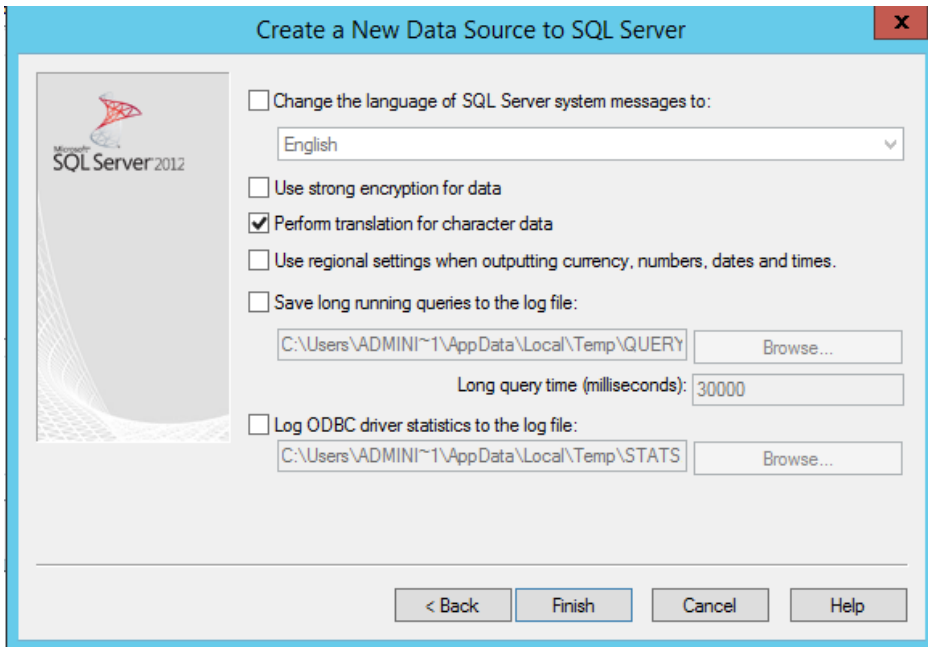 Create a New Data Source to SQL Server
x
Microsoft
SQL Server 2012
Change the language of SQL Server system messages to:
English
Use strong encryption for data
Perform translation for character data
Use regional settings when outputting currency, numbers, dates and times.
Save long running queries to the log file:
C:\Users\ADMINI~1\AppData\Local\Temp\QUERY Browse...
Long query time (milliseconds): 30000
Log ODBC driver statistics to the log file:
C:\Users\ADMINI~1\AppData\Local\Temp\STATS Browse...
< Back Finish Cancel Help